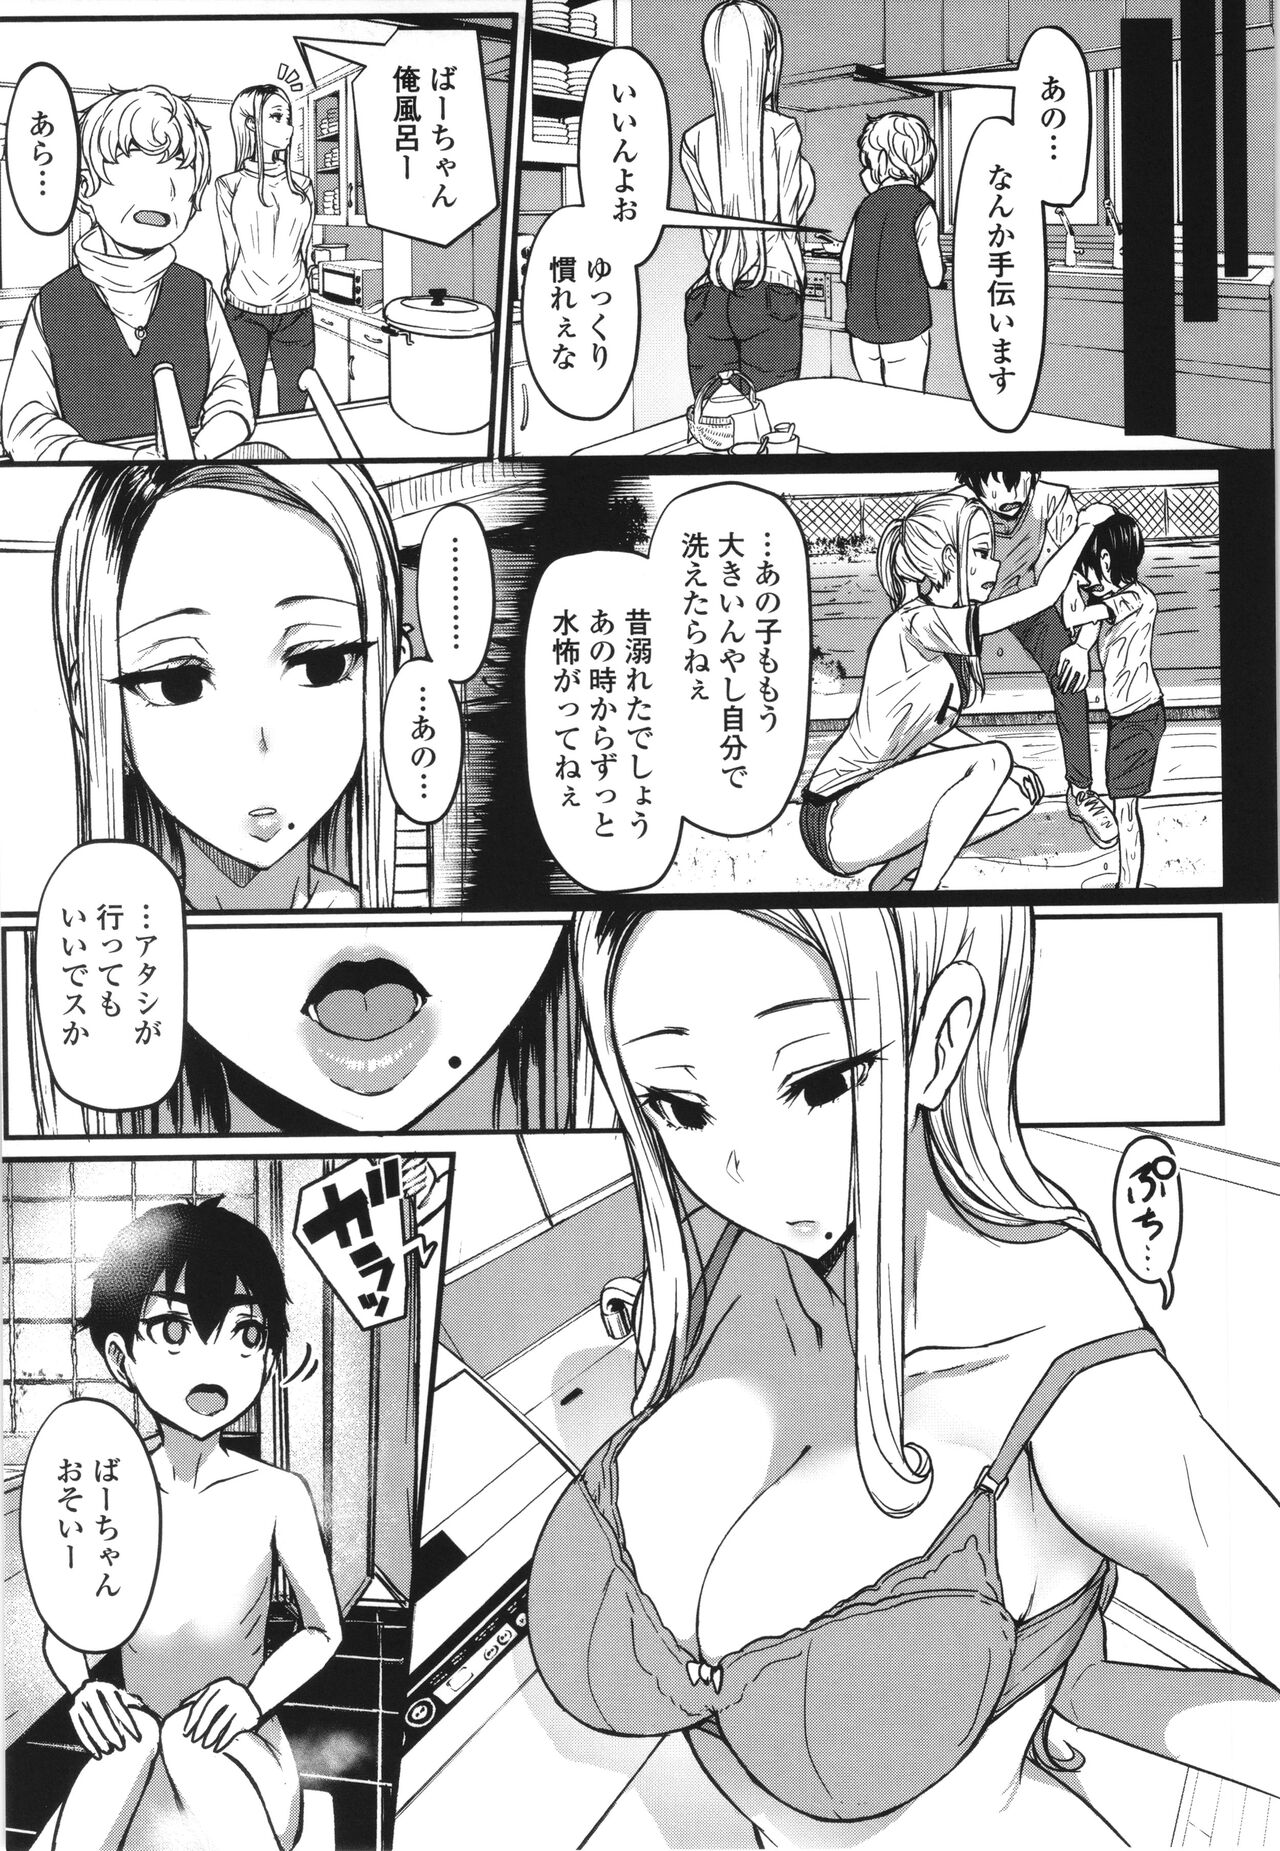 あの…
なんか手伝います
いいんよお
ゆっくり
慣れぇな
ばーちゃん
俺風呂ー
あら…
…あの子ももう
大きいんやし自分で
洗えたらねぇ
昔溺れたでしょう
あの時からずっと
水怖がってねぇ
………
…あの…
…アタシが
行っても
いいでスか
ぷち…
ガラッ
ばーちゃん
おそいー